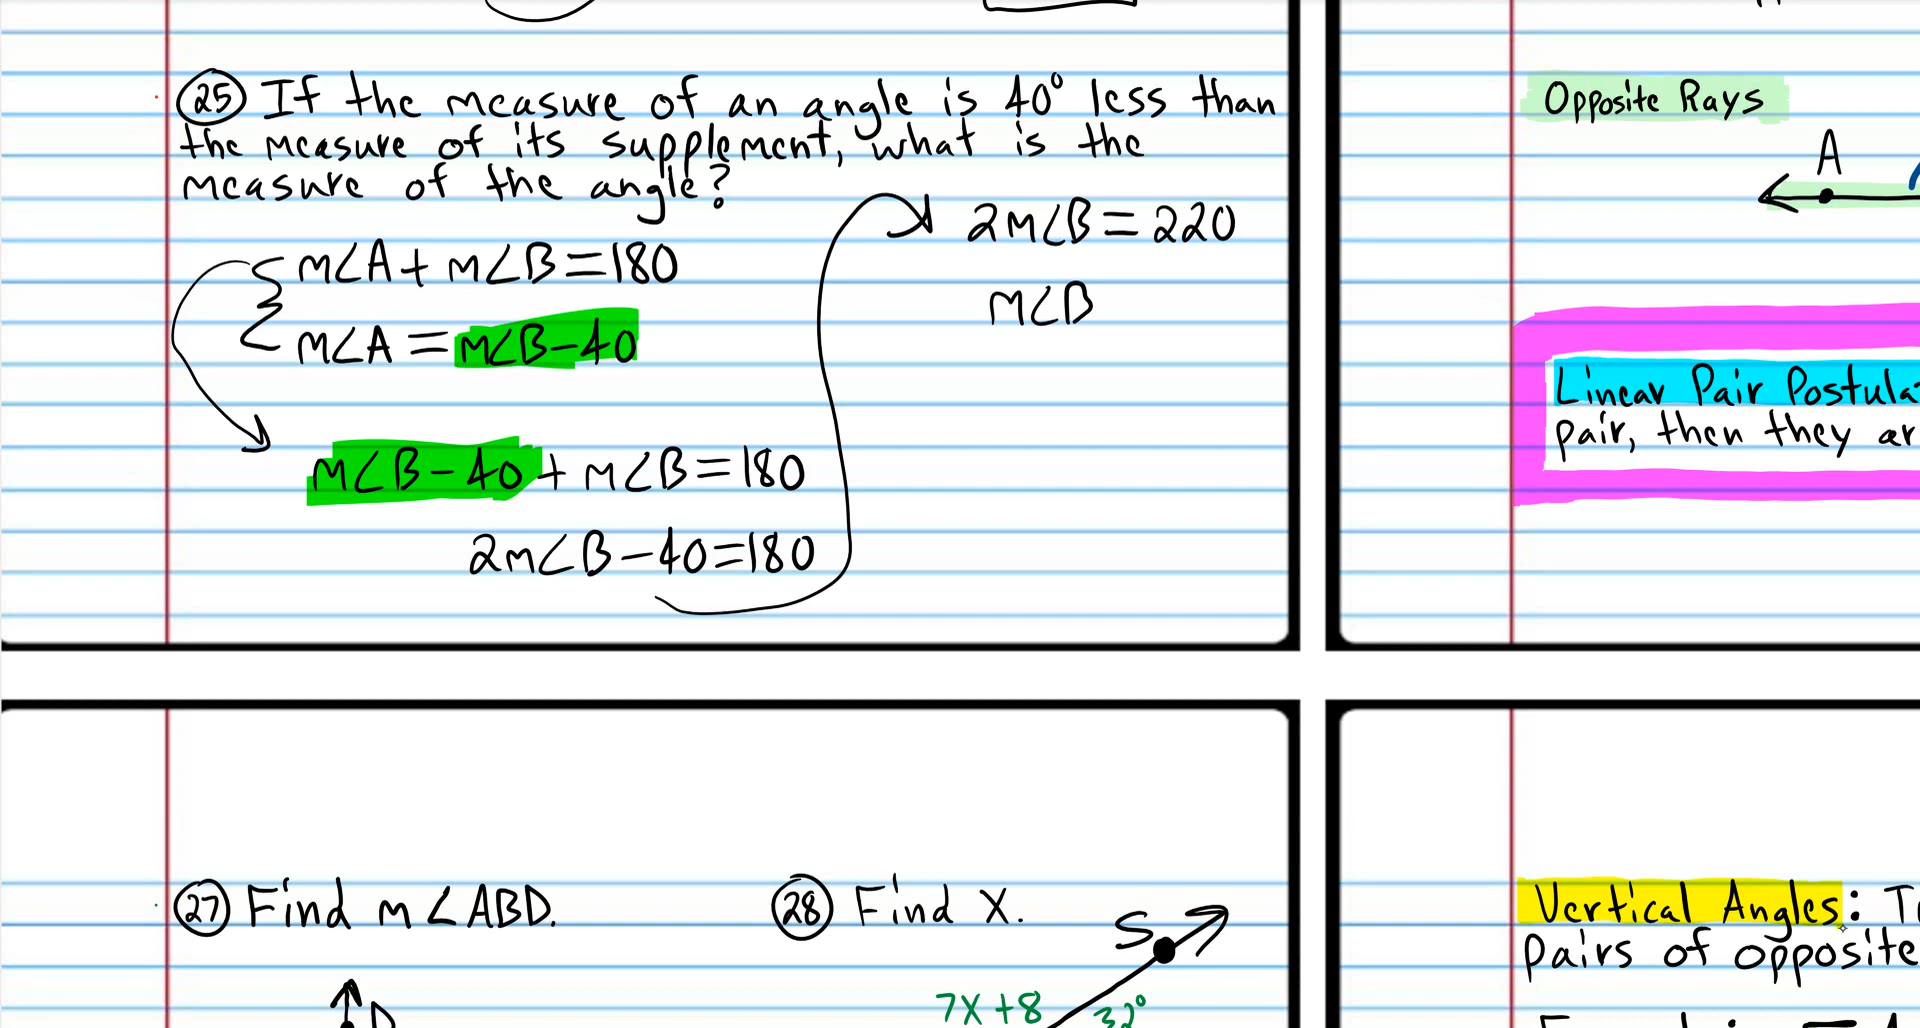 25 If the measure of an angle is 40° less than
the measure of its supplement, what is the
measure of the angle?
m∠A + m∠B = 180
m∠A = m∠B - 40
m∠B - 40 + m∠B = 180
2m∠B - 40 = 180
2m∠B = 220
m∠B
Opposite Rays
A
Linear Pair
pair, then they
27 Find m∠ABD.
D
28 Find X.
S
7X + 8
32°
Vertical Angles:
pairs of opposite